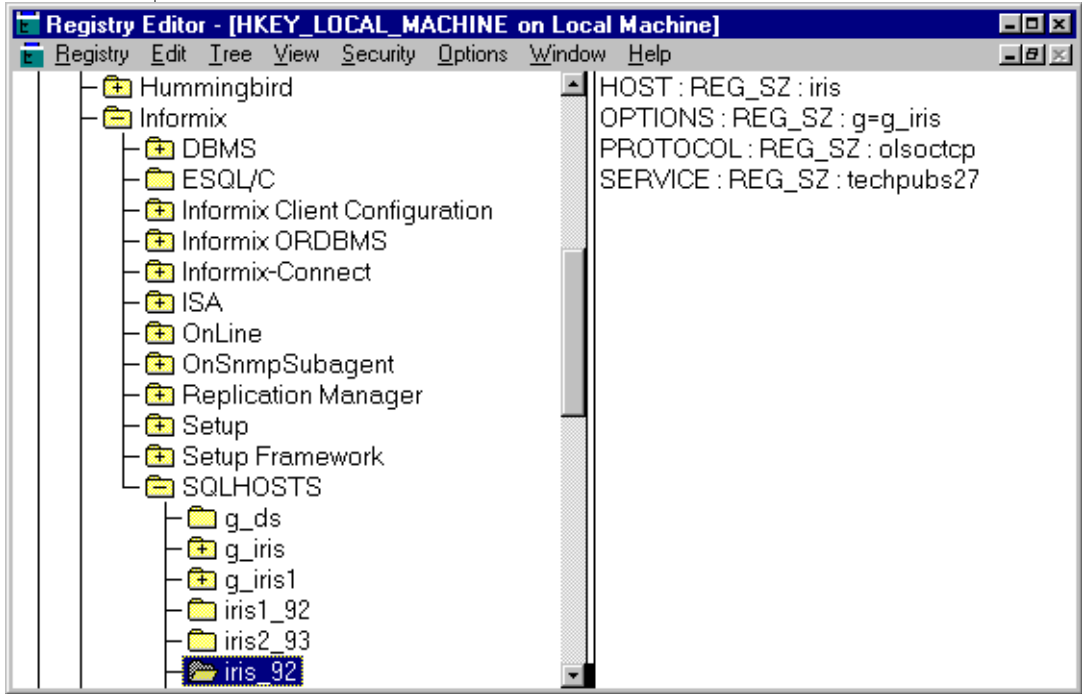 Registry Editor - [HKEY_LOCAL_MACHINE on Local Machine]
Registry Edit Tree View Security Options Window Help
Hummingbird
Informix
DBMS
ESQL/C
Informix Client Configuration
Informix ORDBMS
Informix-Connect
ISA
OnLine
OnSnmpSubagent
Replication Manager
Setup
Setup Framework
SQLHOSTS
g_ds
g_iris
g_iris1
iris1_92
iris2_93
iris_92
HOST : REG_SZ : iris
OPTIONS : REG_SZ : g=g_iris
PROTOCOL : REG_SZ : olsoctcp
SERVICE : REG_SZ : techpubs27